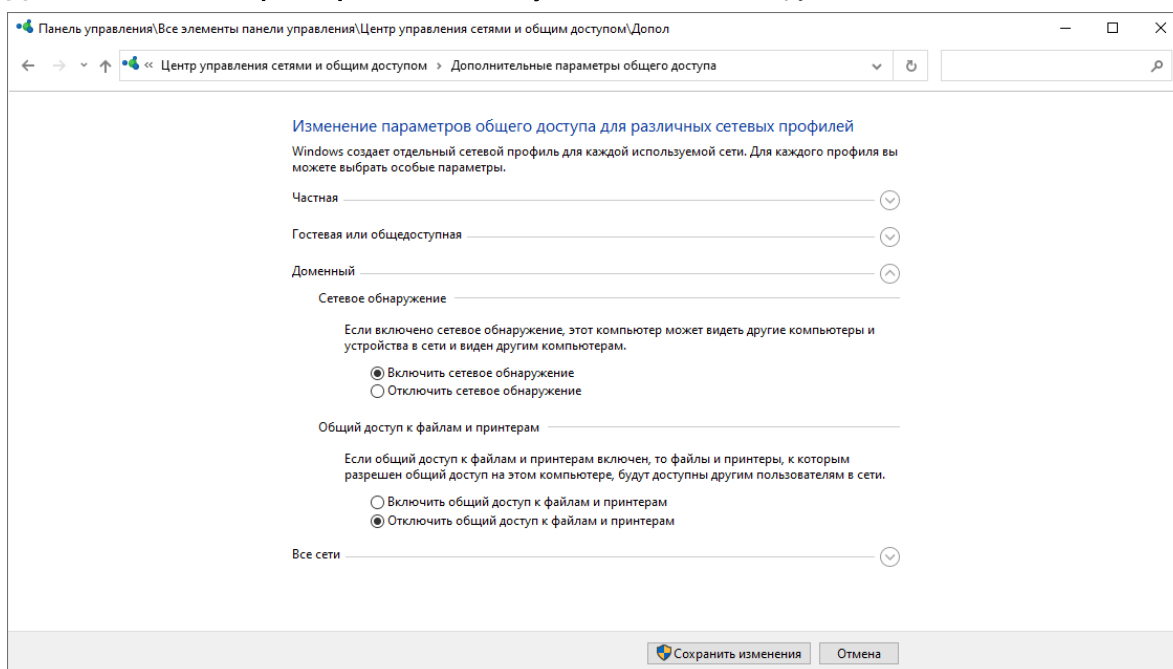 Панель управления\Все элементы панели управления\Центр управления сетями и общим доступом\Допол
« Центр управления сетями и общим доступом › Дополнительные параметры общего доступа
Изменение параметров общего доступа для различных сетевых профилей
Windows создает отдельный сетевой профиль для каждой используемой сети. Для каждого профиля вы
можете выбрать особые параметры.
Частная
Гостевая или общедоступная
Доменный
Сетевое обнаружение
Если включено сетевое обнаружение, этот компьютер может видеть другие компьютеры и
устройства в сети и виден другим компьютерам.
Включить сетевое обнаружение
Отключить сетевое обнаружение
Общий доступ к файлам и принтерам
Если общий доступ к файлам и принтерам включен, то файлы и принтеры, к которым
разрешен общий доступ на этом компьютере, будут доступны другим пользователям в сети.
Включить общий доступ к файлам и принтерам
Отключить общий доступ к файлам и принтерам
Все сети
Сохранить изменения Отмена